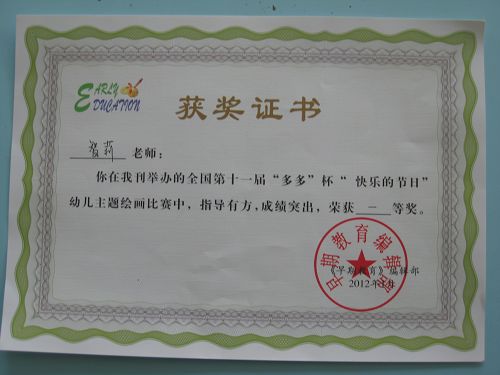 EARLY
EDUCATION
获奖证书
老师：
你在我刊举办的全国第十一届“多多”杯“快乐的节日”
幼儿主题绘画比赛中，指导有方，成绩突出，荣获二等奖。
早期教育编辑部
《早期教育》编辑部
2012年6月